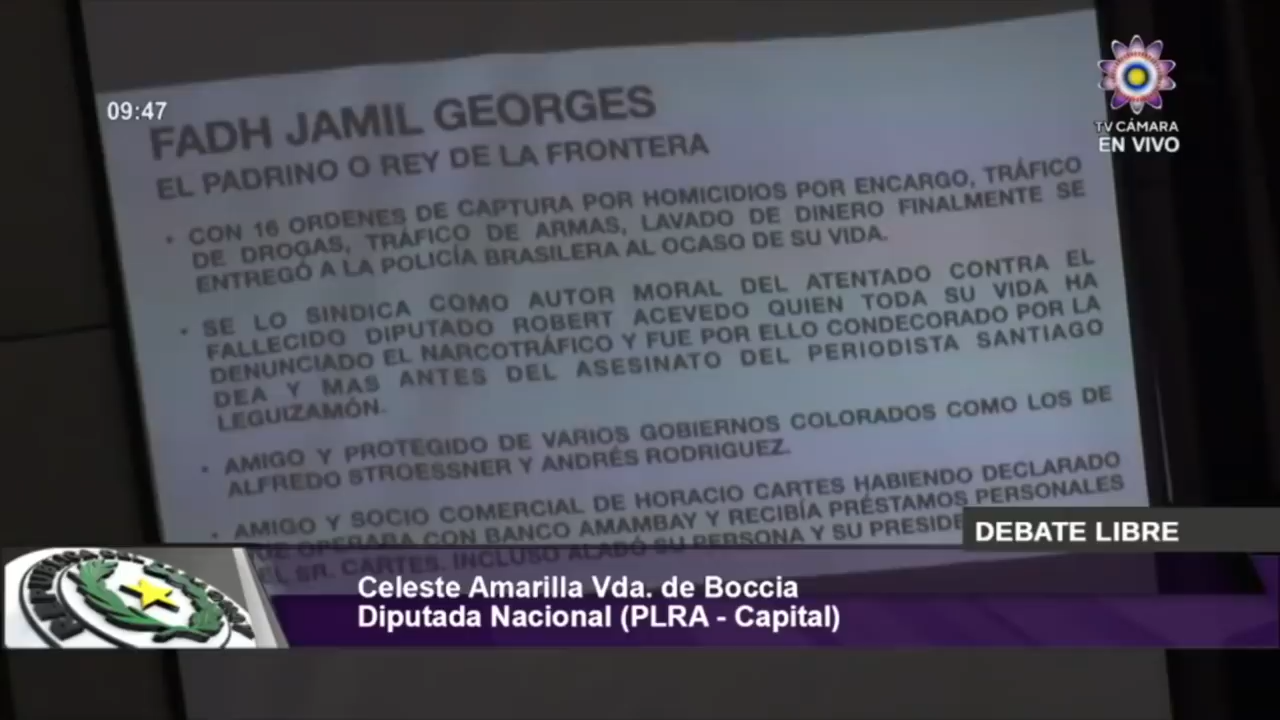 09:47
TV CÁMARA
EN VIVO
FADH JAMIL GEORGES
EL PADRINO O REY DE LA FRONTERA
• CON 16 ORDENES DE CAPTURA POR HOMICIDIOS POR ENCARGO, TRÁFICO
DE DROGAS, TRÁFICO DE ARMAS, LAVADO DE DINERO FINALMENTE SE
ENTREGÓ A LA POLICÍA BRASILERA AL OCASO DE SU VIDA.
• SE LO SINDICA COMO AUTOR MORAL DEL ATENTADO CONTRA EL
FALLECIDO DIPUTADO ROBERT ACEVEDO QUIEN TODA SU VIDA HA
DENUNCIADO EL NARCOTRÁFICO Y FUE POR ELLO CONDECORADO POR LA
DEA Y MAS ANTES DEL ASESINATO DEL PERIODISTA SANTIAGO
LEGUIZAMÓN.
• AMIGO Y PROTEGIDO DE VARIOS GOBIERNOS COLORADOS COMO LOS DE
ALFREDO STROESSNER Y ANDRÉS RODRIGUEZ.
• AMIGO Y SOCIO COMERCIAL DE HORACIO CARTES HABIENDO DECLARADO
QUE OPERABA CON BANCO AMAMBAY Y RECIBÍA PRÉSTAMOS PERSONALES
DEL SR. CARTES. INCLUSO ALABÓ SU PERSONA Y SU
DEBATE LIBRE
Celeste Amarilla Vda. de Boccia
Diputada Nacional (PLRA - Capital)